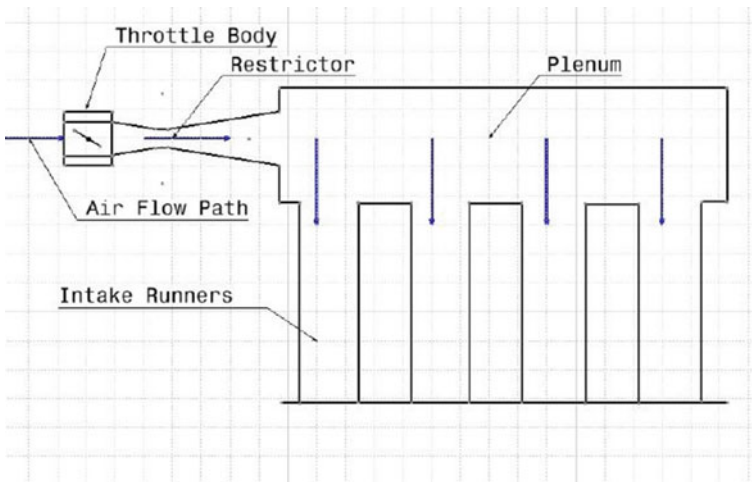 Throttle Body
Restrictor
Plenum
Air Flow Path
Intake Runners